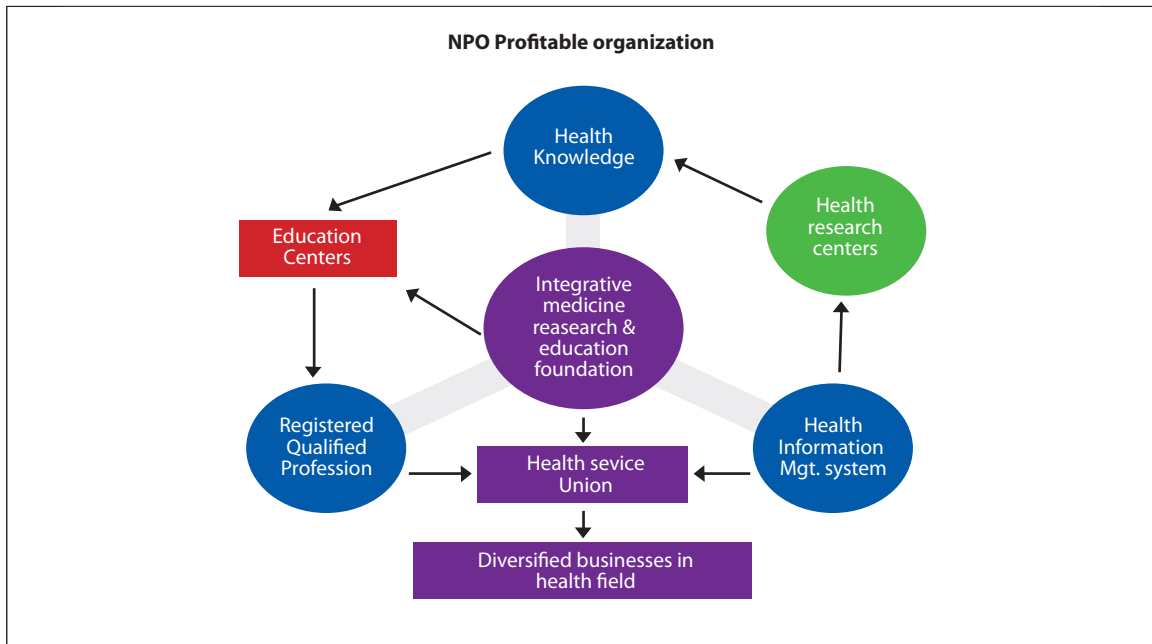 NPO Profitable organization
Health
Knowledge
Health
research
centers
Education
Centers
Integrative
medicine
reasearch &
education
foundation
Registered
Qualified
Profession
Health
Information
Mgt. system
Health sevice
Union
Diversified businesses in
health field